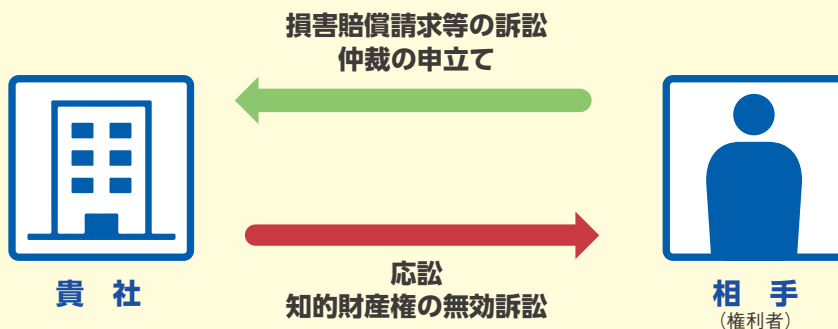 損害賠償請求等の訴訟
仲裁の申立て
貴 社
応訟
知的財産権の無効訴訟
相 手
（権利者）